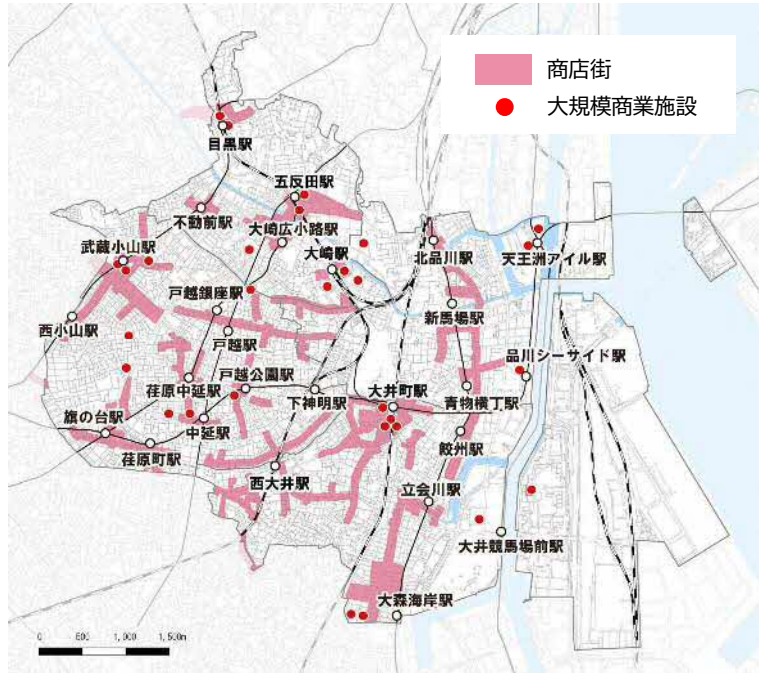 商店街
大規模商業施設
目黒駅
五反田駅
不動前駅
大崎広小路駅
武蔵小山駅
大崎駅
北品川駅
天王洲アイル駅
戸越銀座駅
新馬場駅
西小山駅
戸越駅
品川シーサイド駅
戸越公園駅
荏原中延駅
下神明駅
大井町駅
青物横丁駅
旗の台駅
中延駅
鮫洲駅
荏原町駅
西大井駅
立会川駅
大井競馬場前駅
大森海岸駅
0 500 1,000 1,500m